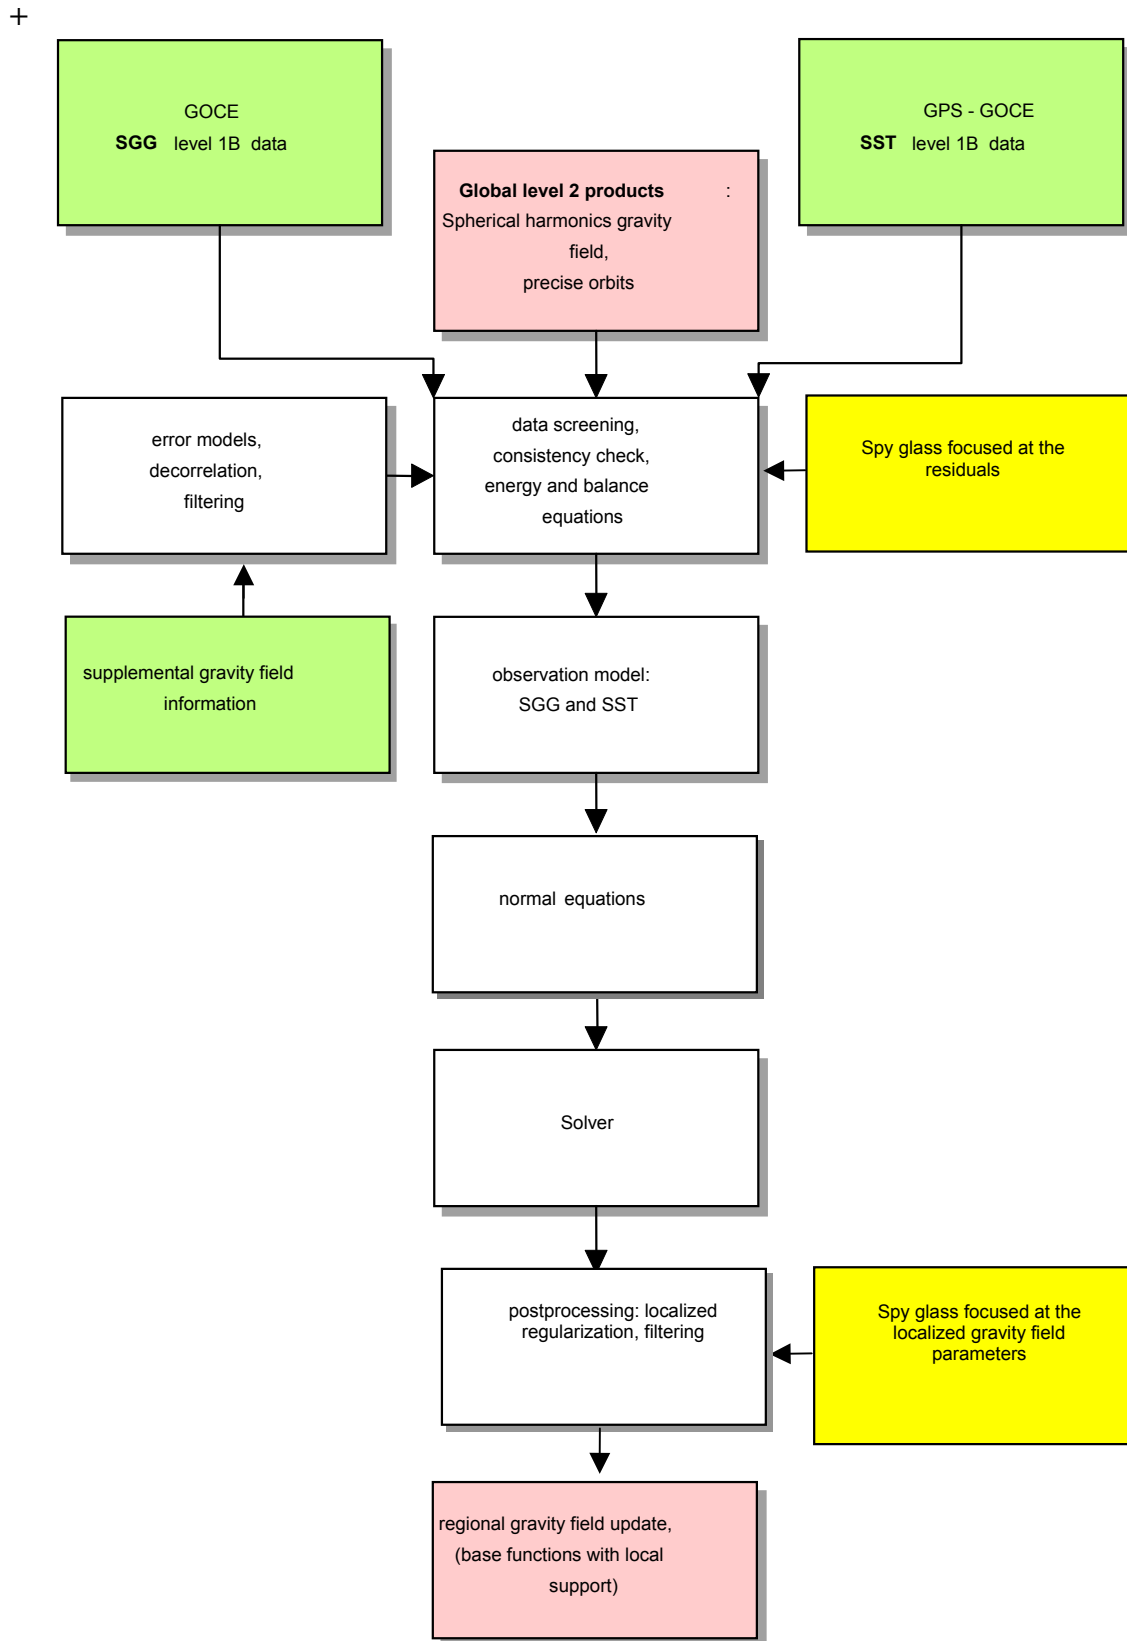 +
GOCE
SGG level 1B data
GPS - GOCE
SST level 1B data
Global level 2 products :
Spherical harmonics gravity
field,
precise orbits
error models,
decorrelation,
filtering
data screening,
consistency check,
energy and balance
equations
Spy glass focused at the
residuals
supplemental gravity field
information
observation model:
SGG and SST
normal equations
Solver
postprocessing: localized
regularization, filtering
Spy glass focused at the
localized gravity field
parameters
regional gravity field update,
(base functions with local
support)